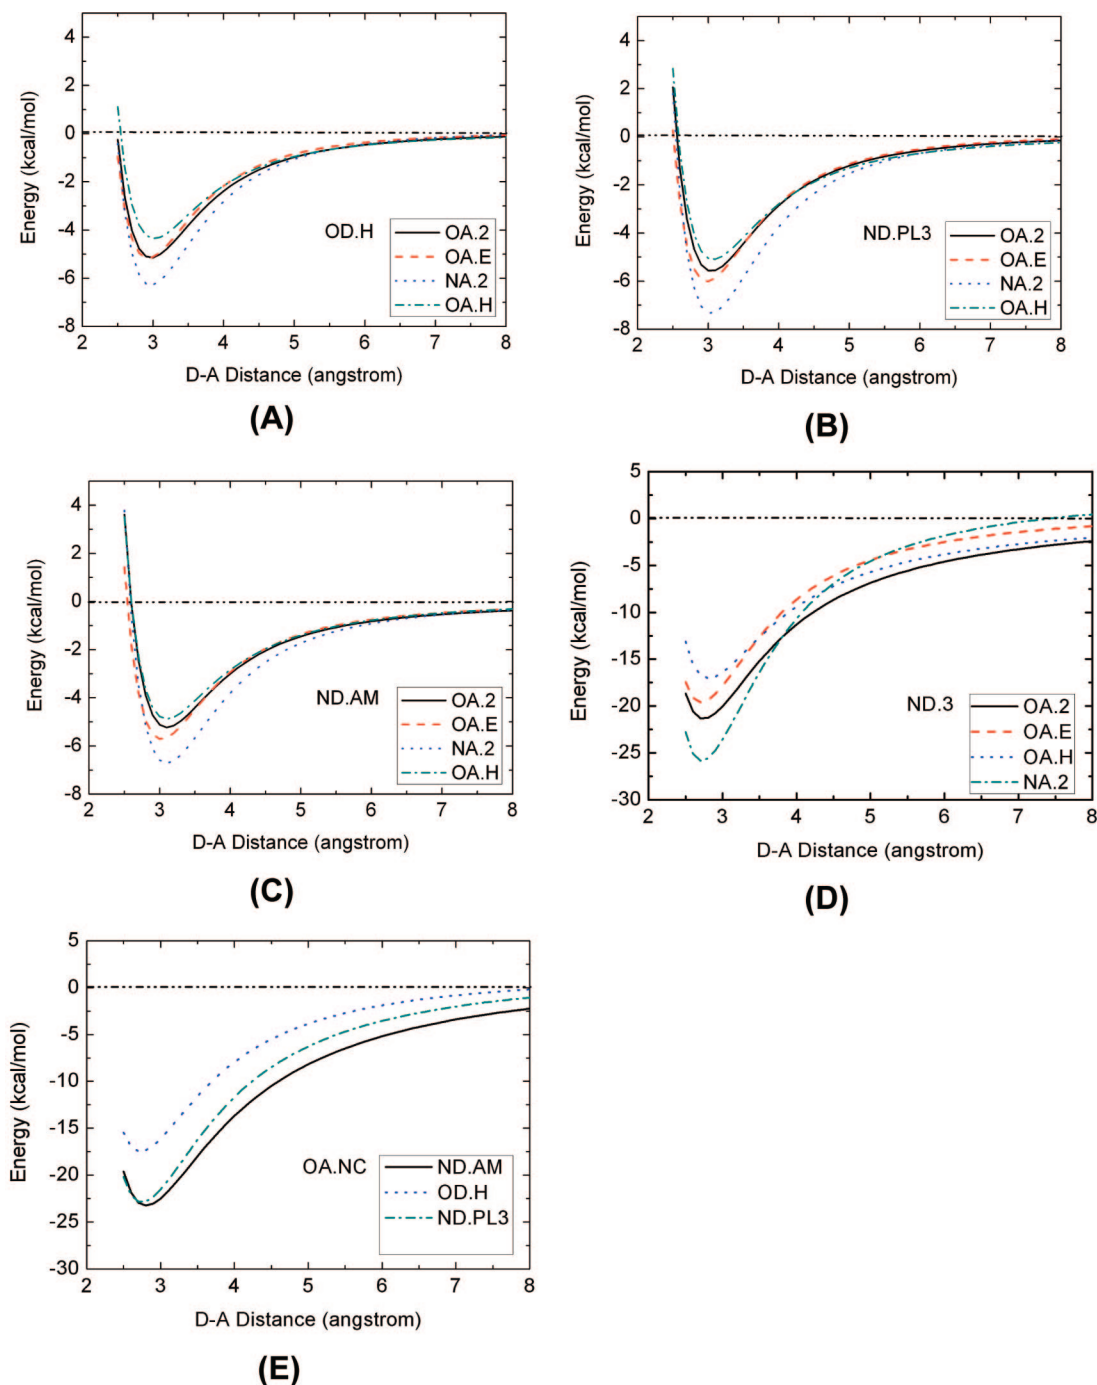 4
2
0
-2
-4
-6
-8
Energy (kcal/mol)
OD.H
OA.2
OA.E
NA.2
OA.H
2 3 4 5 6 7 8
D-A Distance (angstrom)
(A)
4
2
0
-2
-4
-6
-8
Energy (kcal/mol)
ND.PL3
OA.2
OA.E
NA.2
OA.H
2 3 4 5 6 7 8
D-A Distance (angstrom)
(B)
4
2
0
-2
-4
-6
-8
Energy (kcal/mol)
ND.AM
OA.2
OA.E
NA.2
OA.H
2 3 4 5 6 7 8
D-A Distance (angstrom)
(C)
5
0
-5
-10
-15
-20
-25
-30
Energy (kcal/mol)
ND.3
OA.2
OA.E
OA.H
NA.2
2 3 4 5 6 7 8
D-A Distance (angstrom)
(D)
5
0
-5
-10
-15
-20
-25
-30
Energy (kcal/mol)
OA.NC
ND.AM
OD.H
ND.PL3
2 3 4 5 6 7 8
D-A Distance (angstrom)
(E)